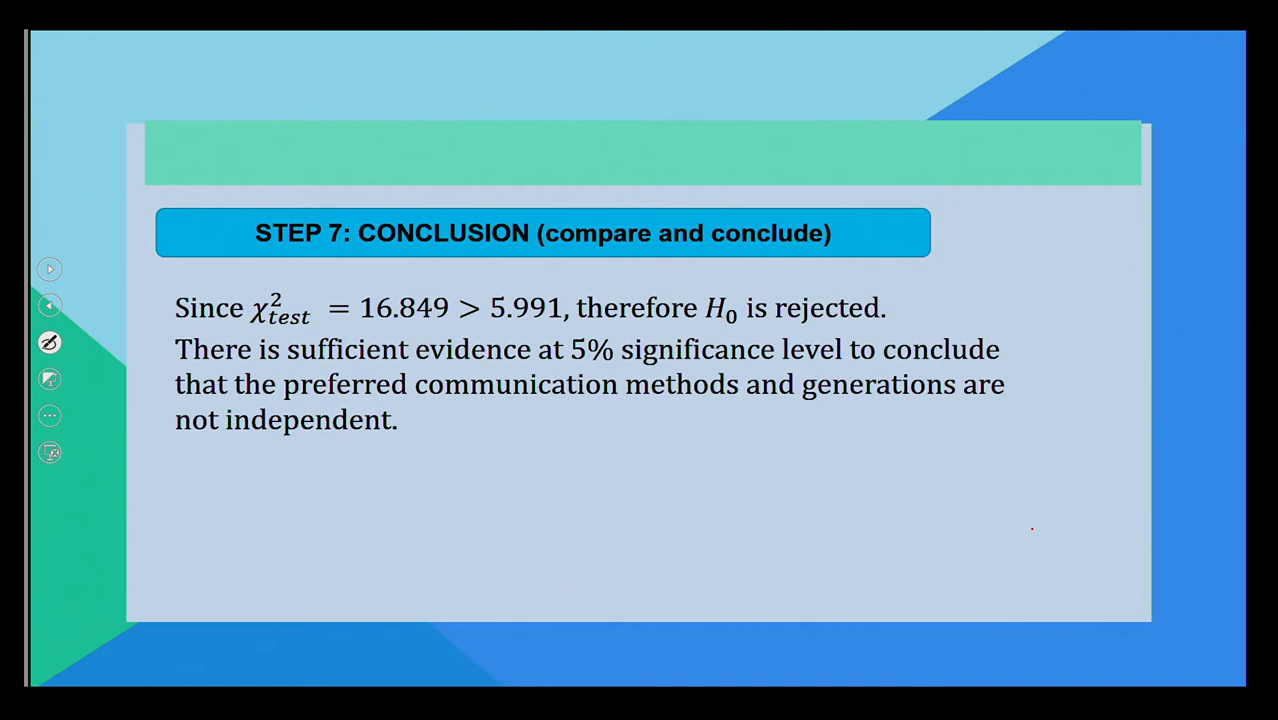 STEP 7: CONCLUSION (compare and conclude)
Since χ²test = 16.849 > 5.991, therefore H₀ is rejected.
There is sufficient evidence at 5% significance level to conclude
that the preferred communication methods and generations are
not independent.